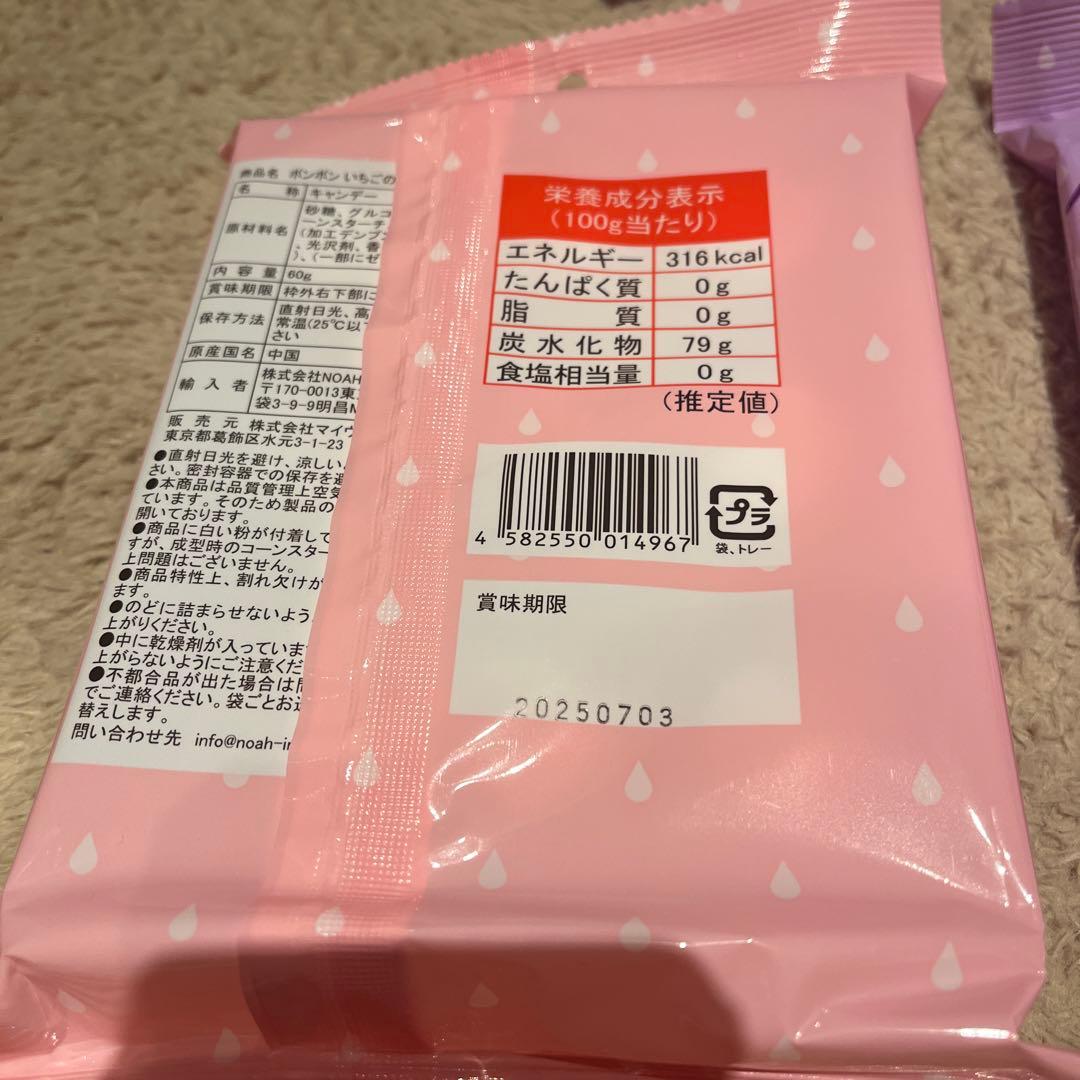 商品名 ボンボン いちごの
名 称 キャンデー
原材料名 砂糖、グルコ
ーンスターチ
(加工デンプン
、光沢剤、香
)、(一部にゼ
内容量 60g
賞味期限 枠外右下部に
保存方法 直射日光、高
常温(25℃以
さい
原産国名 中国
輸入者 株式会社NOAH
〒170-0013東
袋3-9-9明昌M
販売元 株式会社マイ
東京都葛飾区水元3-1-23
●直射日光を避け、涼しい
さい。密封容器での保存を
●本商品は品質管理上空気
ています。そのため製品の
開いております。
●商品に白い粉が付着して
すが、成型時のコーンスター
上問題はございません。
●商品特性上、割れ欠けが
ます。
●のどに詰まらせないよう
上がりください。
●中に乾燥剤が入っていま
上がらないようにご注意くだ
●不都合品が出た場合は
でご連絡ください。袋ごとお
替えします。
問い合わせ先 info@noah-in
栄養成分表示
(100g当たり)
エネルギー 316kcal
たんぱく質 0g
脂質 0g
炭水化物 79g
食塩相当量 0g
(推定値)
4 582550 014967
プラ
袋、トレー
賞味期限
20250703